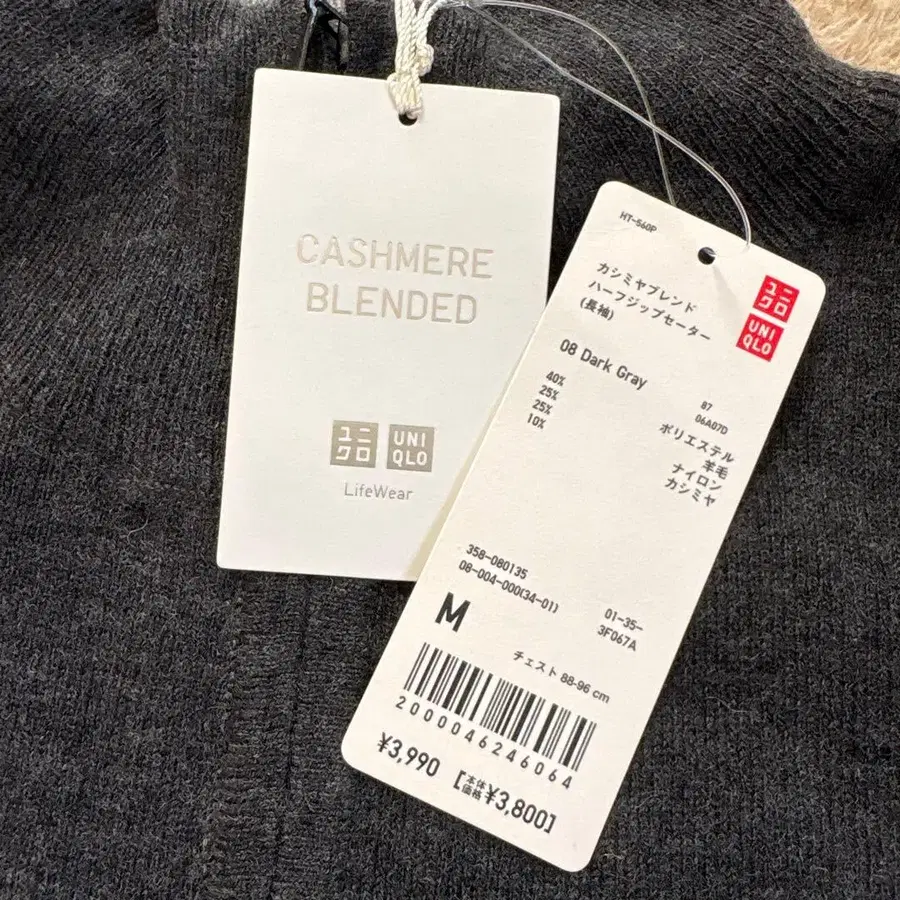 CASHMERE
BLENDED
ユニ
クロ
UNI
QLO
LifeWear
HT-560P
カシミヤブレンド
ハーフジップセーター
(長袖)
ユニ
クロ
UNI
QLO
08 Dark Gray
87
06A07D
40% ポリエステル
25% 羊毛
25% ナイロン
10% カシミヤ
358-080135
08-004-000(34-01)
01-35-
3F067A
M
チェスト 88-96 cm
2000046246064
¥3,990 [本体価格¥3,800]